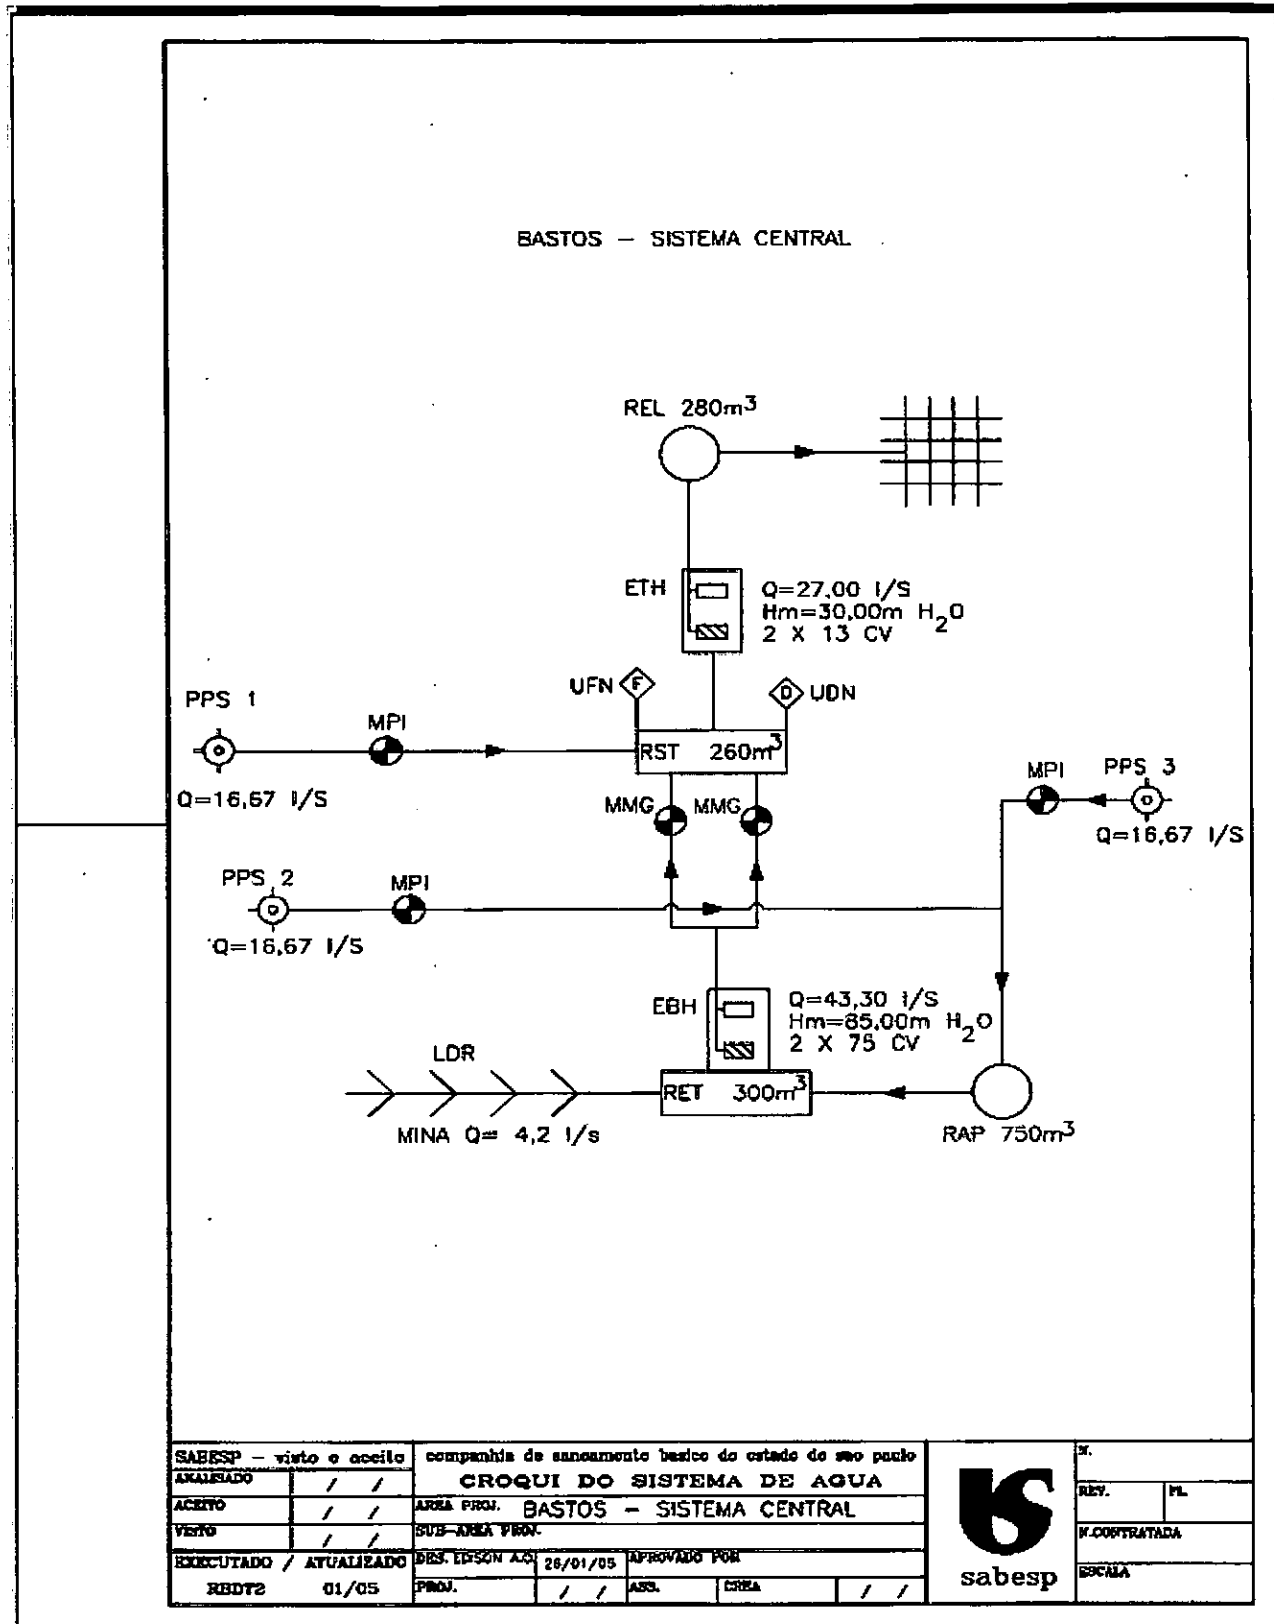 BASTOS – SISTEMA CENTRAL
REL 280m³
ETH
Q=27,00 l/S
Hm=30,00m H₂O
2 X 13 CV
UFN F
D UDN
PPS 1
MPI
RST 260m³
Q=16,67 l/S
MMG MMG
MPI PPS 3
Q=16,67 l/S
PPS 2
MPI
Q=16,67 l/S
EBH
Q=43,30 l/S
Hm=85,00m H₂O
2 X 75 CV
LDR
RET 300m³
MINA Q= 4,2 l/s
RAP 750m³
SABESP – visto e aceito
ANALISADO / /
ACEITO / /
VISTO / /
EXECUTADO / ATUALIZADO
RBDT2 01/05
companhia de saneamento basico do estado de sao paulo
CROQUI DO SISTEMA DE AGUA
AREA PROJ. BASTOS – SISTEMA CENTRAL
SUB-AREA PROJ.
DES. EDSON A.O. 26/01/05 APROVADO POR
PROJ. / / ASS. CREA / /
sabesp
N.
REV. FL.
N.CONTRATADA
ESCALA